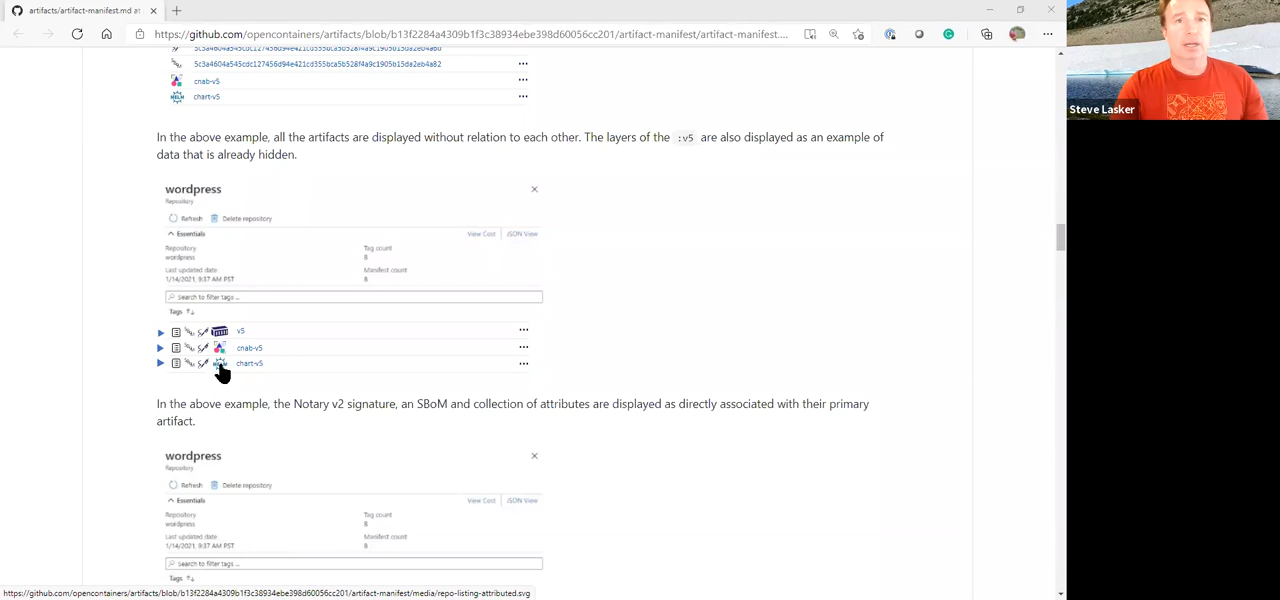 artifacts/artifact-manifest.md at
https://github.com/opencontainers/artifacts/blob/b13f2284a4309b1f3c38934ebe398d60056cc201/artifact-manifest/artifact-manifest....
5c3a4604a545cdc127456d94e421cd355bca5b528f4a9c1905b15da2eb4a82
cnab-v5
chart-v5
In the above example, all the artifacts are displayed without relation to each other. The layers of the :v5 are also displayed as an example of
data that is already hidden.
wordpress
Repository
Refresh Delete repository
Essentials View Cost JSON View
Repository Tag count
wordpress 8
Last updated date Manifest count
1/14/2021, 9:37 AM PST 8
Search to filter tags ...
Tags
v5
cnab-v5
chart-v5
In the above example, the Notary v2 signature, an SBoM and collection of attributes are displayed as directly associated with their primary
artifact.
wordpress
Repository
Refresh Delete repository
Essentials View Cost JSON View
Repository Tag count
wordpress 8
Last updated date Manifest count
1/14/2021, 9:37 AM PST 8
Search to filter tags ...
Tags
https://github.com/opencontainers/artifacts/blob/b13f2284a4309b1f3c38934ebe398d60056cc201/artifact-manifest/media/repo-listing-attributed.svg
Steve Lasker